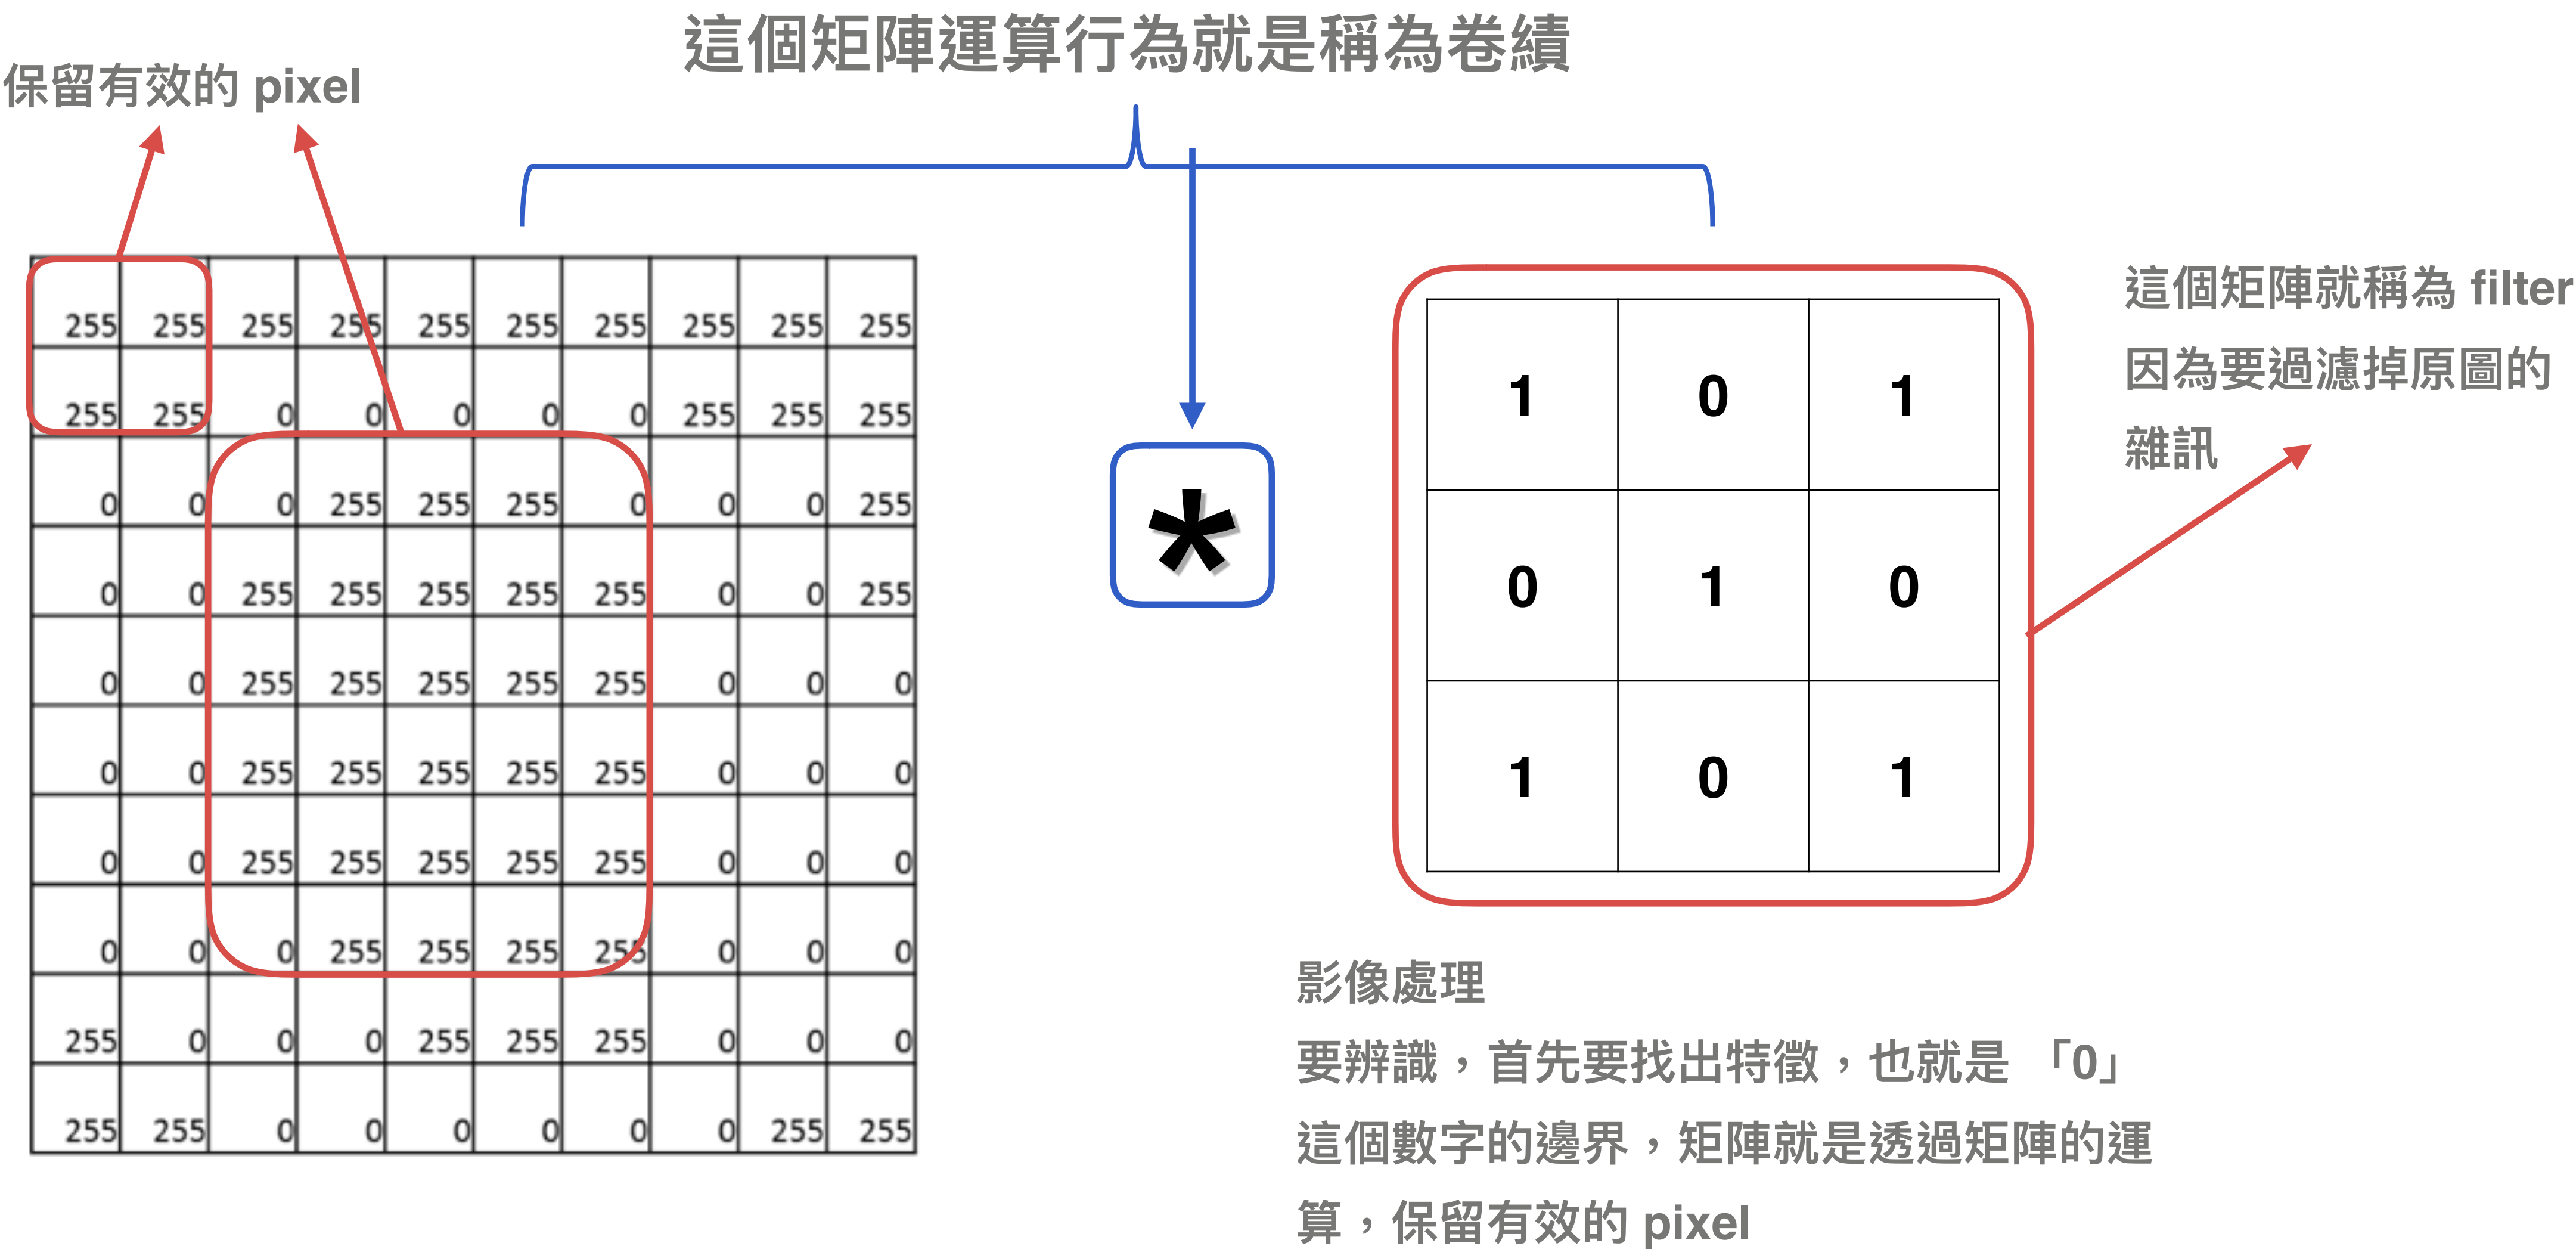 這個矩陣運算行為就是稱為卷績
保留有效的 pixel
255 255 255 255 255 255 255 255 255 255
255 255 0 0 0 0 0 255 255 255
0 0 0 255 255 255 0 0 0 255
0 0 255 255 255 255 255 0 0 255
0 0 255 255 255 255 255 0 0 0
0 0 255 255 255 255 255 0 0 0
0 0 255 255 255 255 255 0 0 0
0 0 0 255 255 255 255 0 0 0
255 0 0 0 255 255 255 0 0 0
255 255 0 0 0 0 0 0 255 255
*
1 0 1
0 1 0
1 0 1
這個矩陣就稱為 filter
因為要過濾掉原圖的
雜訊
影像處理
要辨識，首先要找出特徵，也就是 「0」
這個數字的邊界，矩陣就是透過矩陣的運
算，保留有效的 pixel